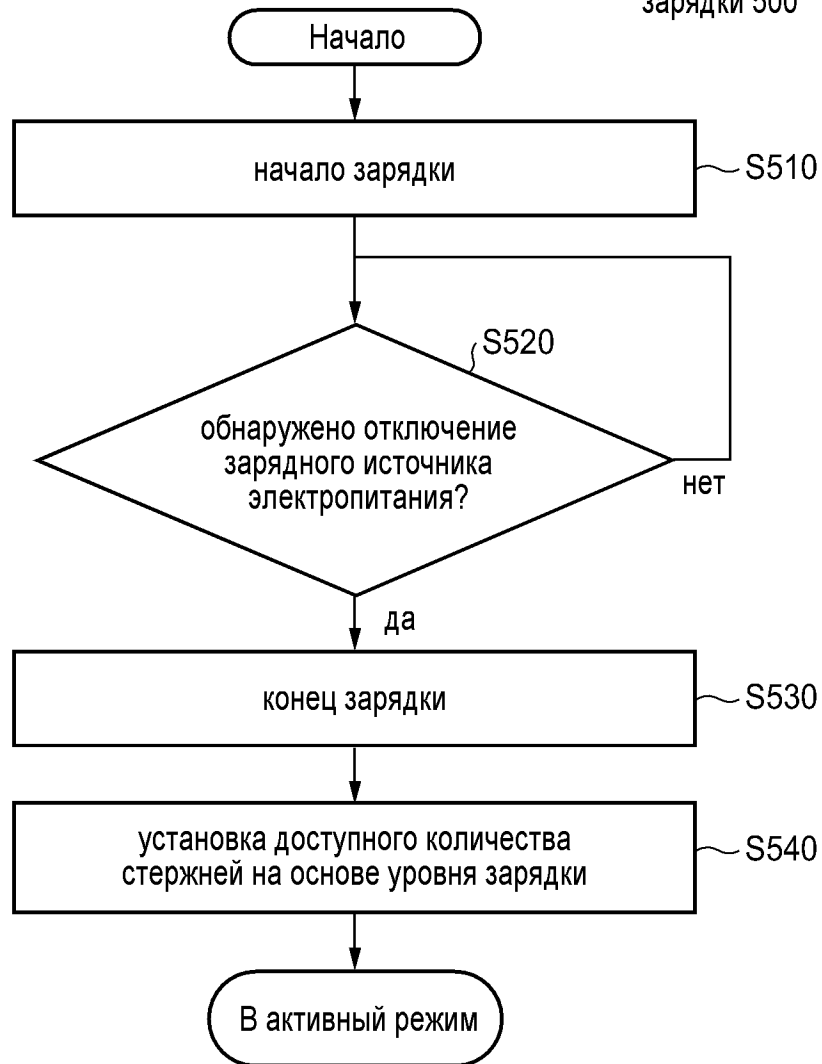 зарядки 500
Начало
начало зарядки
S510
S520
обнаружено отключение
зарядного источника
электропитания?
нет
да
конец зарядки
S530
установка доступного количества
стержней на основе уровня зарядки
S540
В активный режим